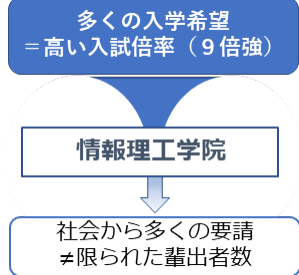 多くの入学希望
＝高い入試倍率（９倍強）
情報理工学院
社会から多くの要請
≠限られた輩出者数